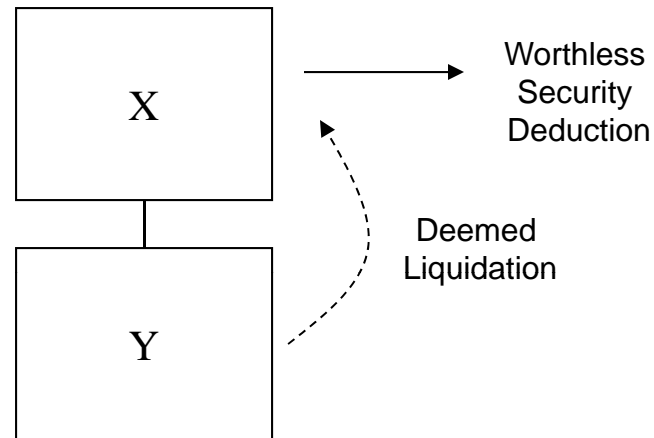 X
Worthless
Security
Deduction
Deemed
Liquidation
Y